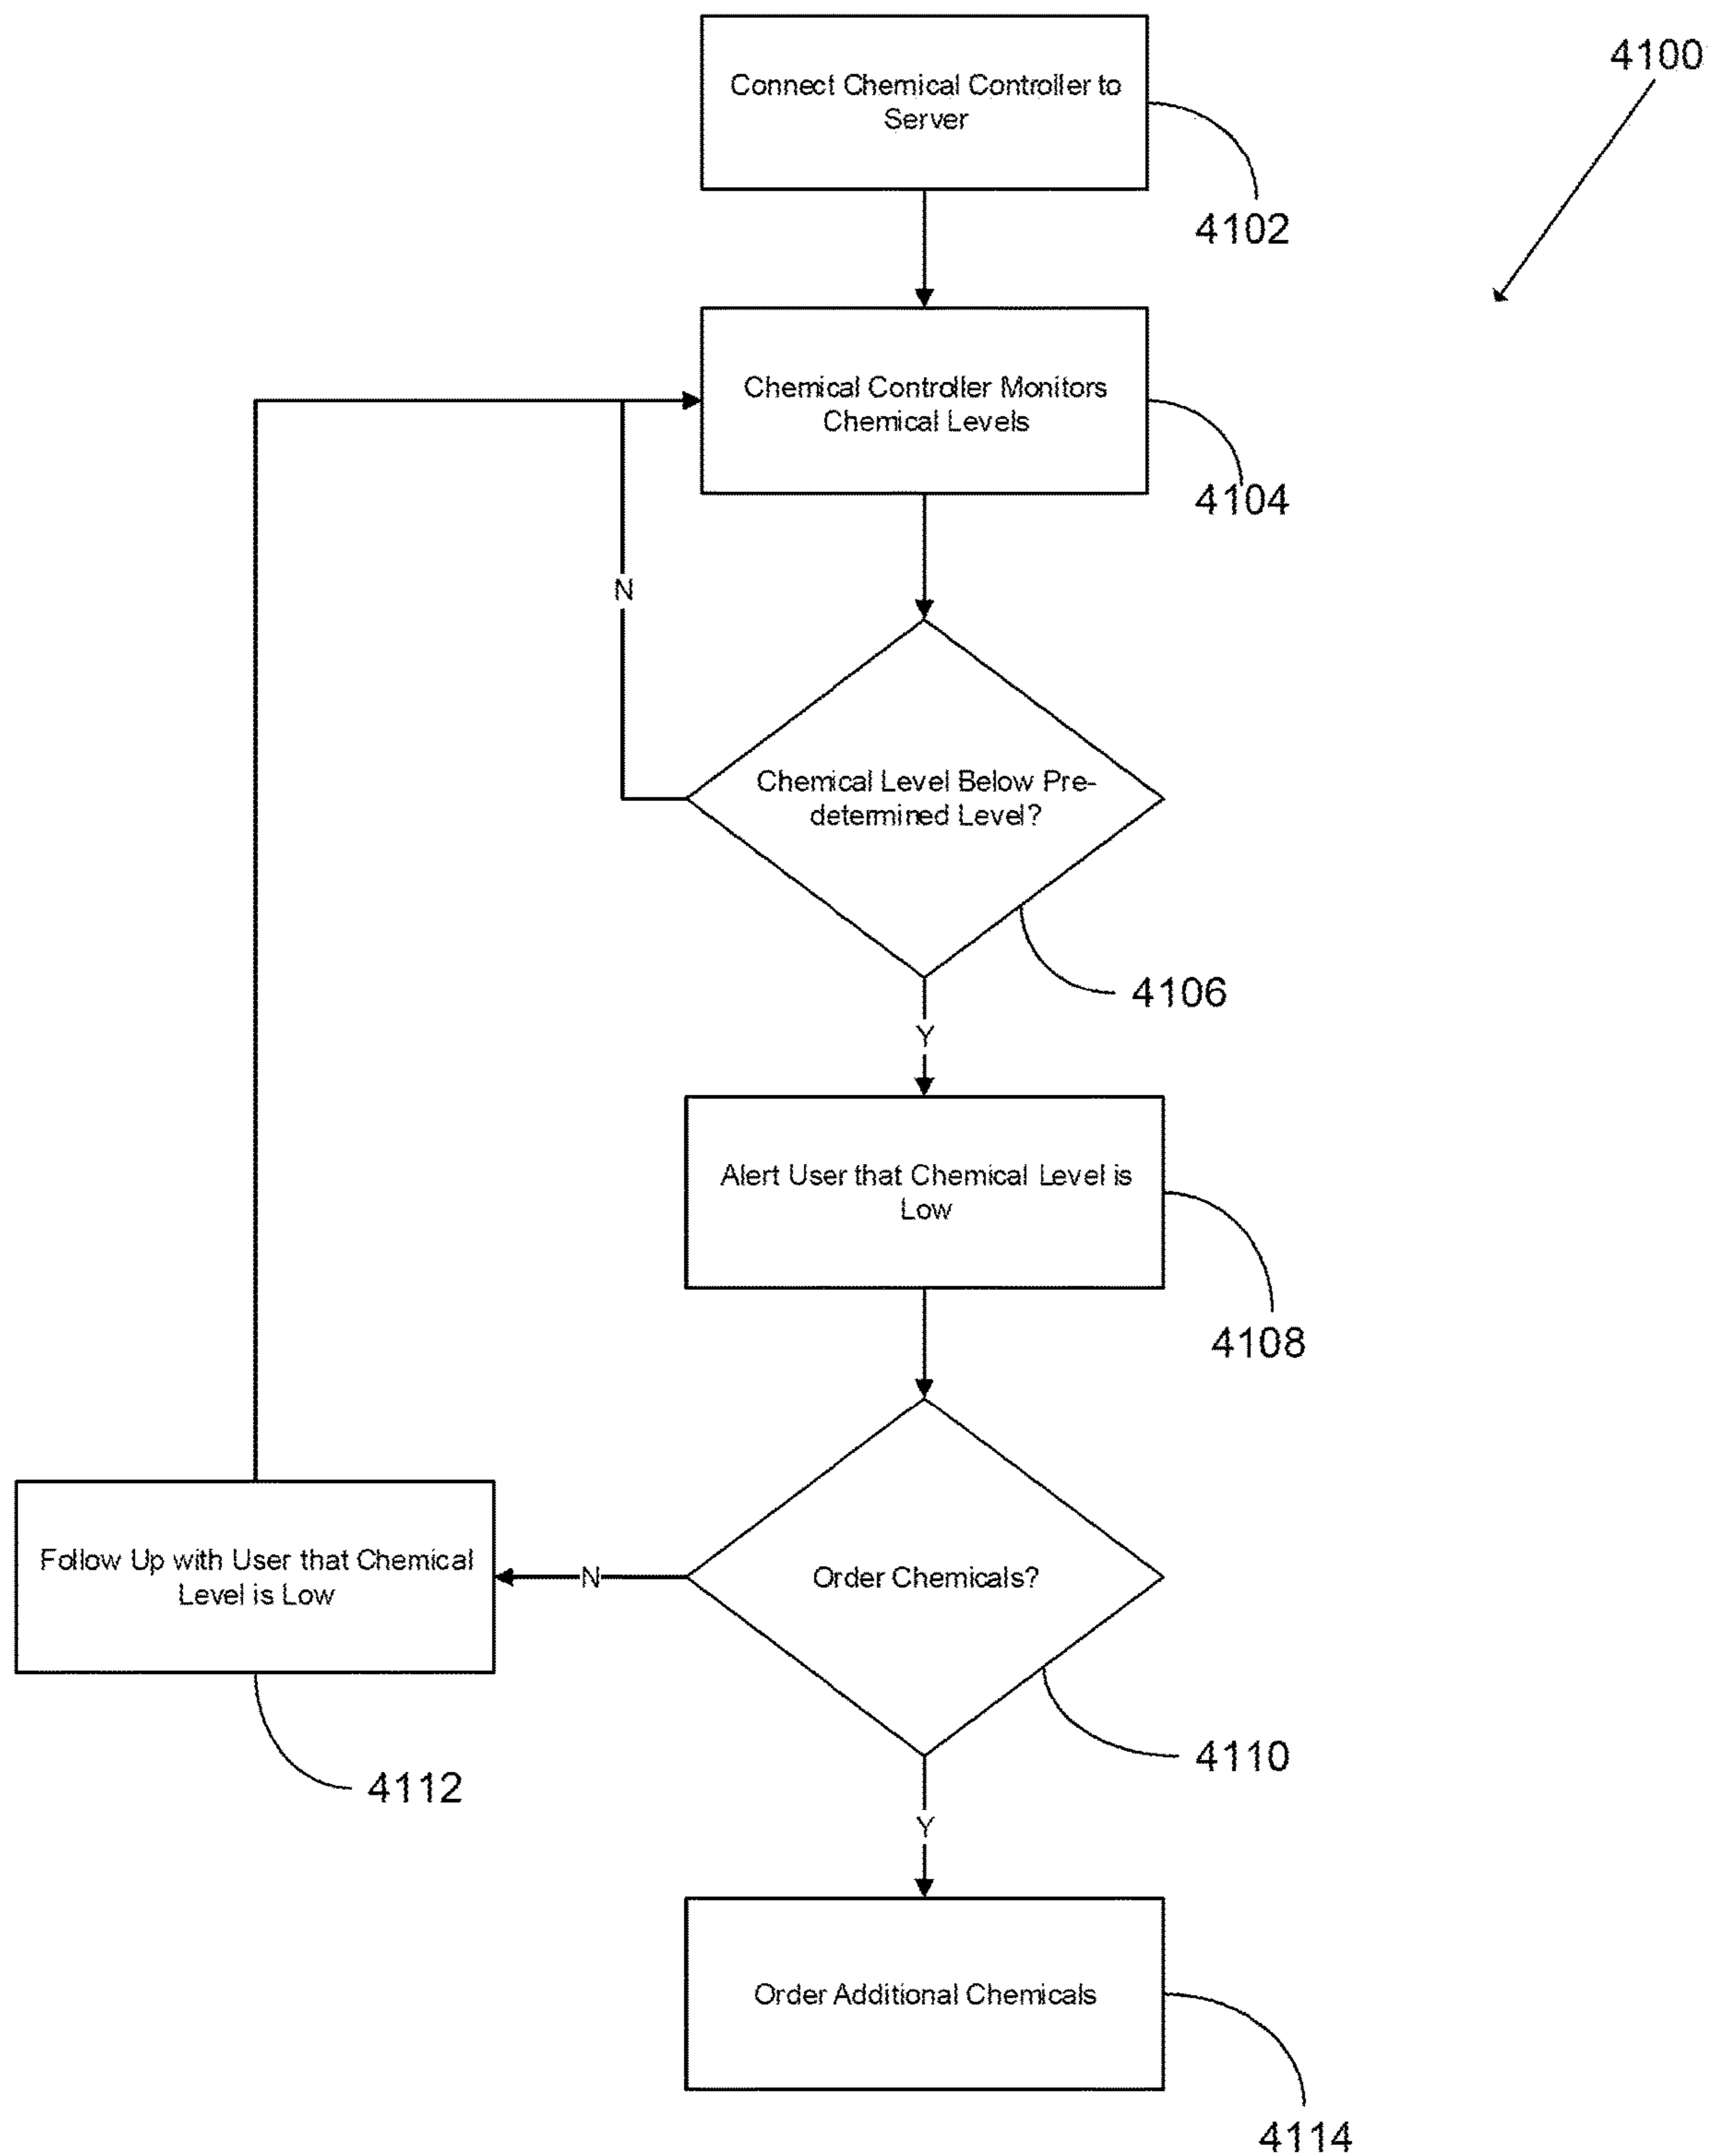 4100
Connect Chemical Controller to
Server
4102
Chemical Controller Monitors
Chemical Levels
4104
N
Chemical Level Below Pre-
determined Level?
4106
Y
Alert User that Chemical Level is
Low
4108
Follow Up with User that Chemical
Level is Low
N
Order Chemicals?
4110
4112
Y
Order Additional Chemicals
4114